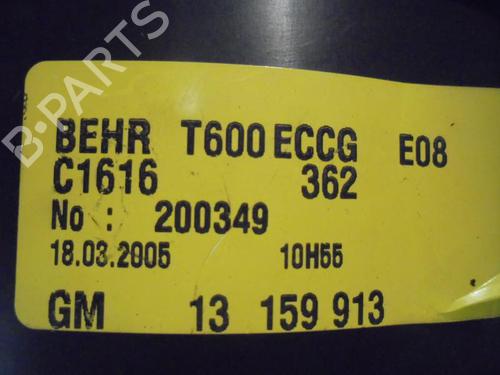 B-PARTS
BEHR T600 ECCG E08
C1616 362
No : 200349
18.03.2005 10H55
GM 13 159 913